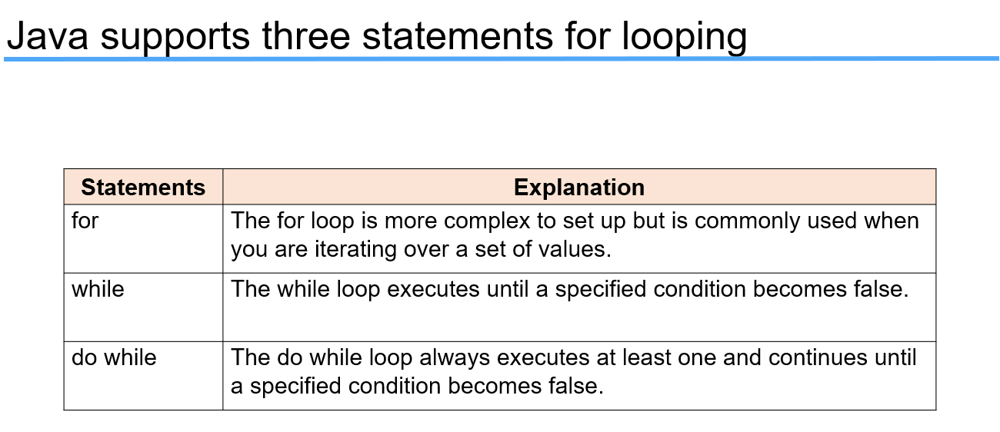 Java supports three statements for looping
Statements
Explanation
for
The for loop is more complex to set up but is commonly used when
you are iterating over a set of values.
while
The while loop executes until a specified condition becomes false.
do while
The do while loop always executes at least one and continues until
a specified condition becomes false.